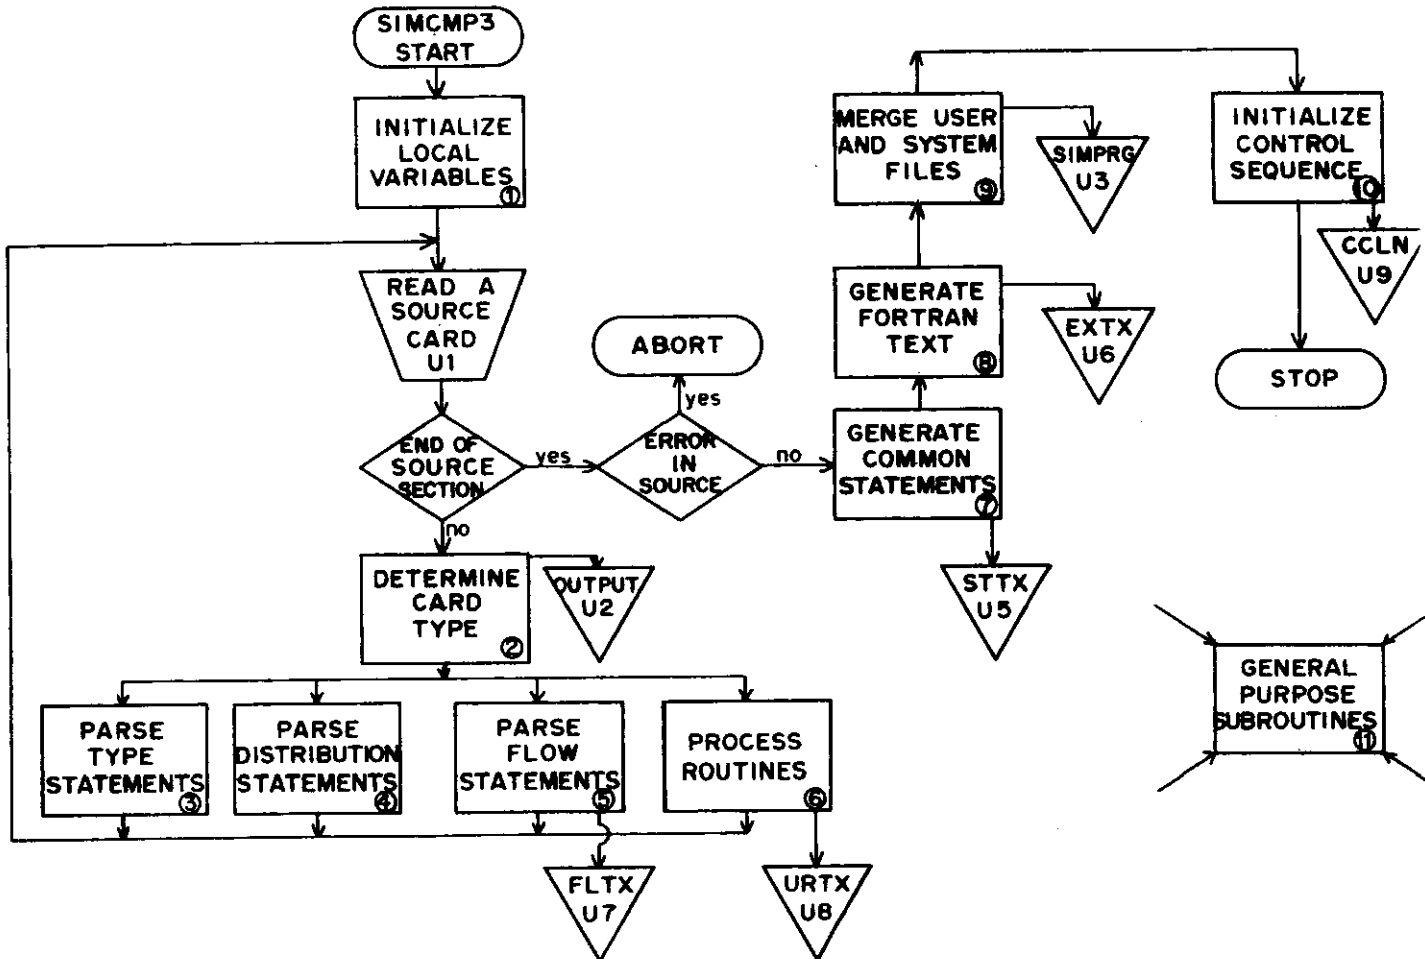 SIMCMP3
START
INITIALIZE
LOCAL
VARIABLES
①
READ A
SOURCE
CARD
U1
END OF
SOURCE
SECTION
yes
no
ERROR
IN
SOURCE
yes
no
ABORT
DETERMINE
CARD
TYPE
②
OUTPUT
U2
PARSE
TYPE
STATEMENTS
③
PARSE
DISTRIBUTION
STATEMENTS
④
PARSE
FLOW
STATEMENTS
⑤
PROCESS
ROUTINES
⑥
FLTX
U7
URTX
U8
GENERATE
COMMON
STATEMENTS
⑦
STTX
U5
GENERATE
FORTRAN
TEXT
⑧
EXTX
U6
MERGE USER
AND SYSTEM
FILES
⑨
SIMPRG
U3
INITIALIZE
CONTROL
SEQUENCE
⑩
CCLN
U9
STOP
GENERAL
PURPOSE
SUBROUTINES
⑪